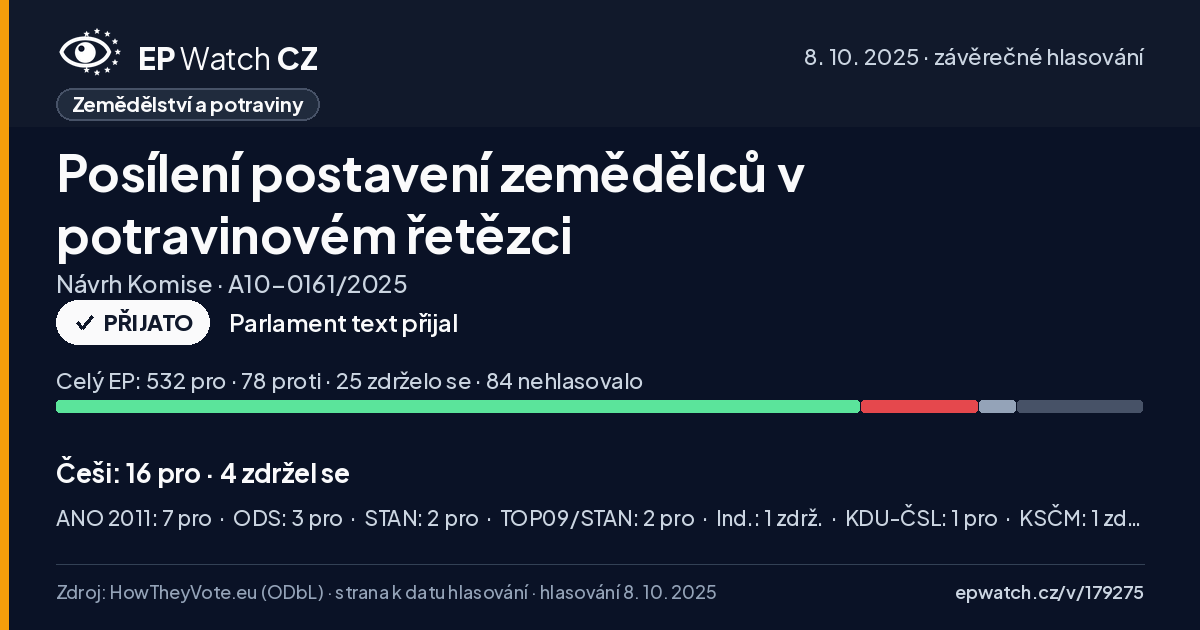 EP Watch CZ
8. 10. 2025 · závěrečné hlasování
Zemědělství a potraviny
Posílení postavení zemědělců v
potravinovém řetězci
Návrh Komise · A10-0161/2025
✓ PŘIJATO Parlament text přijal
Celý EP: 532 pro · 78 proti · 25 zdrželo se · 84 nehlasovalo
Češi: 16 pro · 4 zdržel se
ANO 2011: 7 pro · ODS: 3 pro · STAN: 2 pro · TOP09/STAN: 2 pro · Ind.: 1 zdrž. · KDU-ČSL: 1 pro · KSČM: 1 zd…
Zdroj: HowTheyVote.eu (ODbL) · strana k datu hlasování · hlasování 8. 10. 2025
epwatch.cz/v/179275